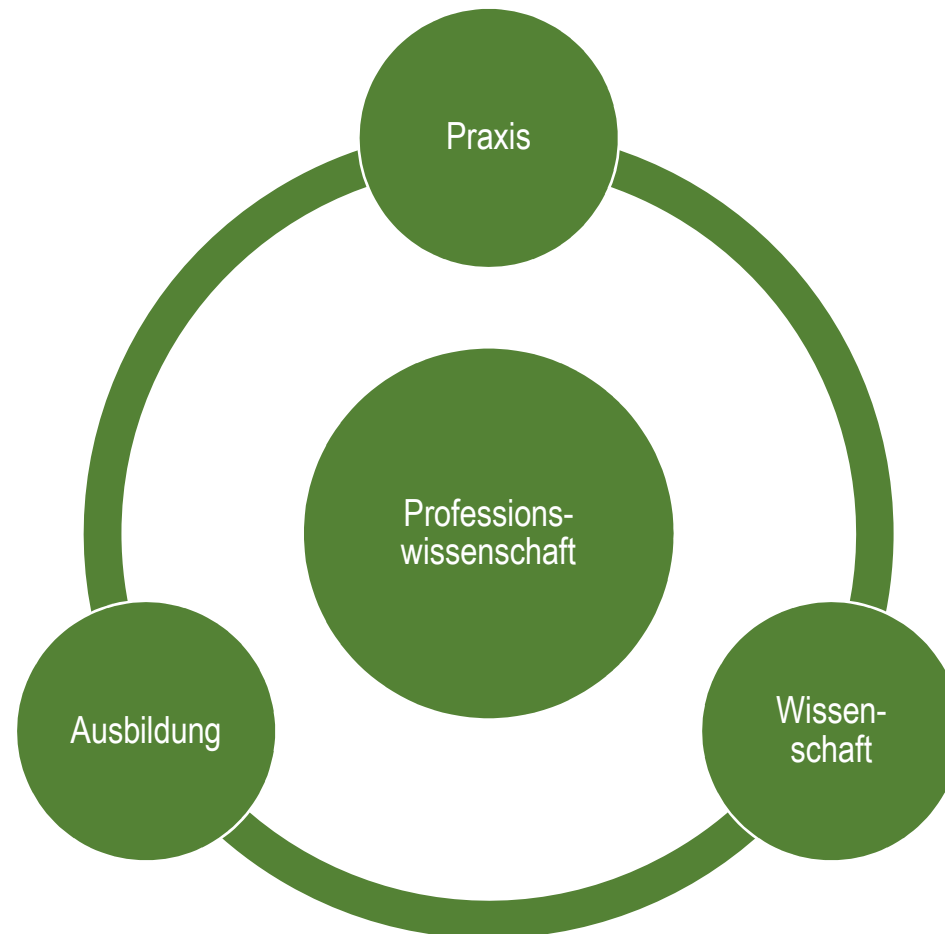 Praxis
Professions-
wissenschaft
Ausbildung
Wissen-
schaft